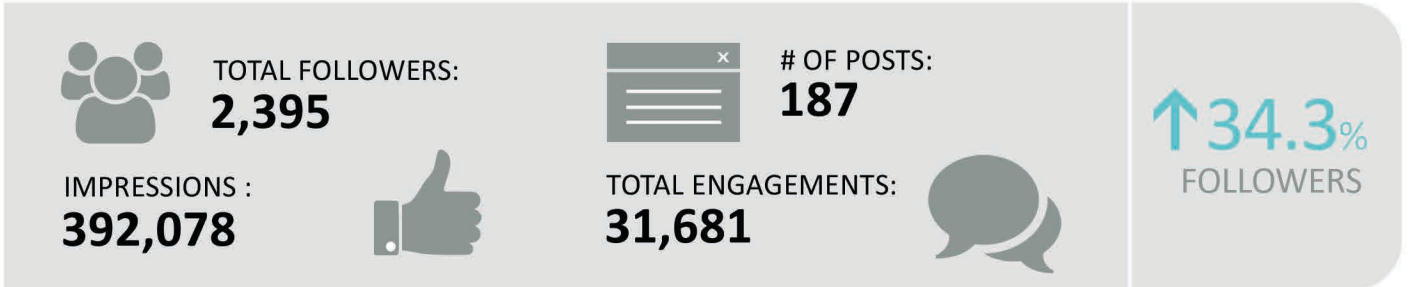 TOTAL FOLLOWERS:
2,395
IMPRESSIONS :
392,078
x
# OF POSTS:
187
TOTAL ENGAGEMENTS:
31,681
34.3%
FOLLOWERS